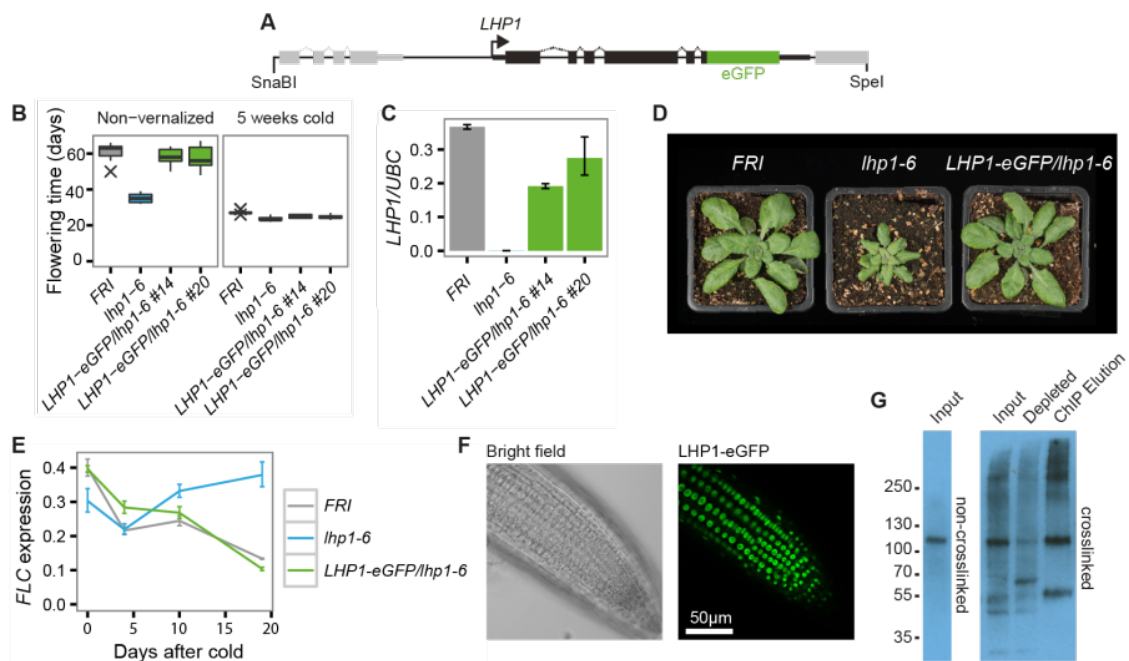 A
LHP1
SnaBI
eGFP
SpeI
B
Non-vernalized
5 weeks cold
Flowering time (days)
60
40
20
0
FRI
lhp1-6
LHP1-eGFP/lhp1-6 #14
LHP1-eGFP/lhp1-6 #20
FRI
lhp1-6
LHP1-eGFP/lhp1-6 #14
LHP1-eGFP/lhp1-6 #20
C
LHP1/UBC
0.3
0.2
0.1
0.0
FRI
lhp1-6
LHP1-eGFP/lhp1-6 #14
LHP1-eGFP/lhp1-6 #20
D
FRI
lhp1-6
LHP1-eGFP/lhp1-6
E
FLC expression
0.4
0.3
0.2
0.1
0.0
0
5
10
15
20
Days after cold
FRI
lhp1-6
LHP1-eGFP/lhp1-6
F
Bright field
LHP1-eGFP
50µm
G
Input
Input
Depleted
ChIP Elution
250
130
100
70
55
35
non-crosslinked
crosslinked